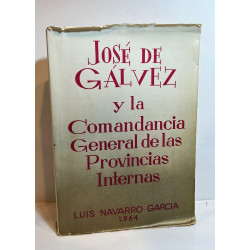 JOSÉ DE
GÁLVEZ
y la
Comandancia
General de las
Provincias
Internas
LUIS NAVARRO GARCIA
1964